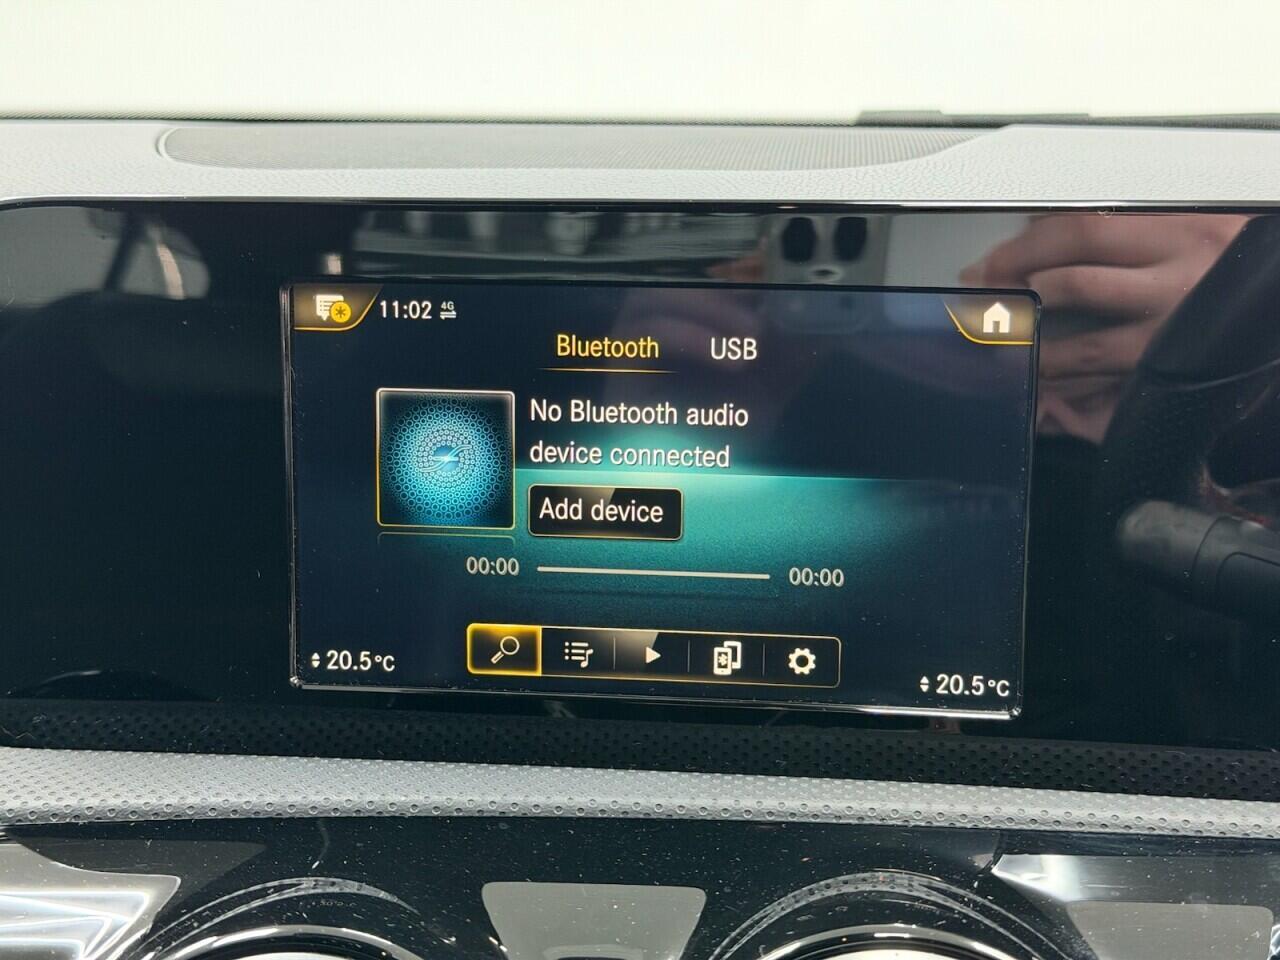 11:02 4G
Bluetooth USB
No Bluetooth audio
device connected
Add device
00:00 00:00
20.5°C
20.5°C